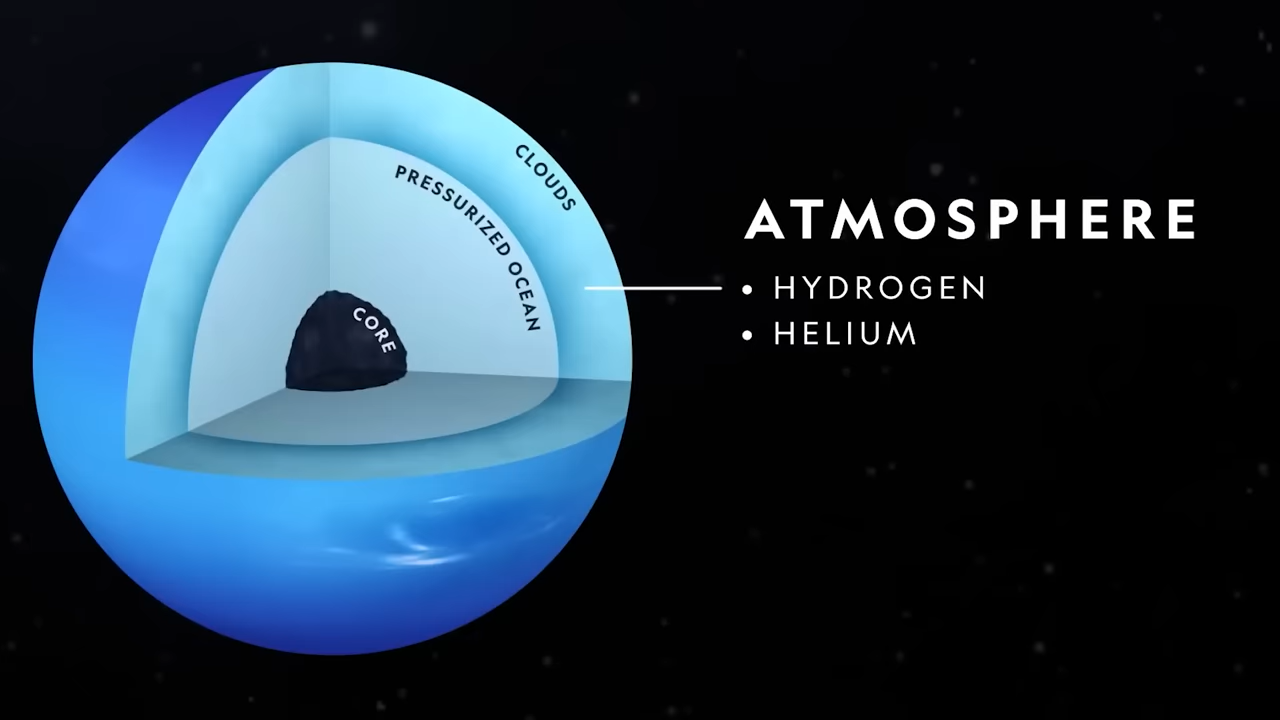 CLOUDS
PRESSURIZED OCEAN
CORE
ATMOSPHERE
• HYDROGEN
• HELIUM